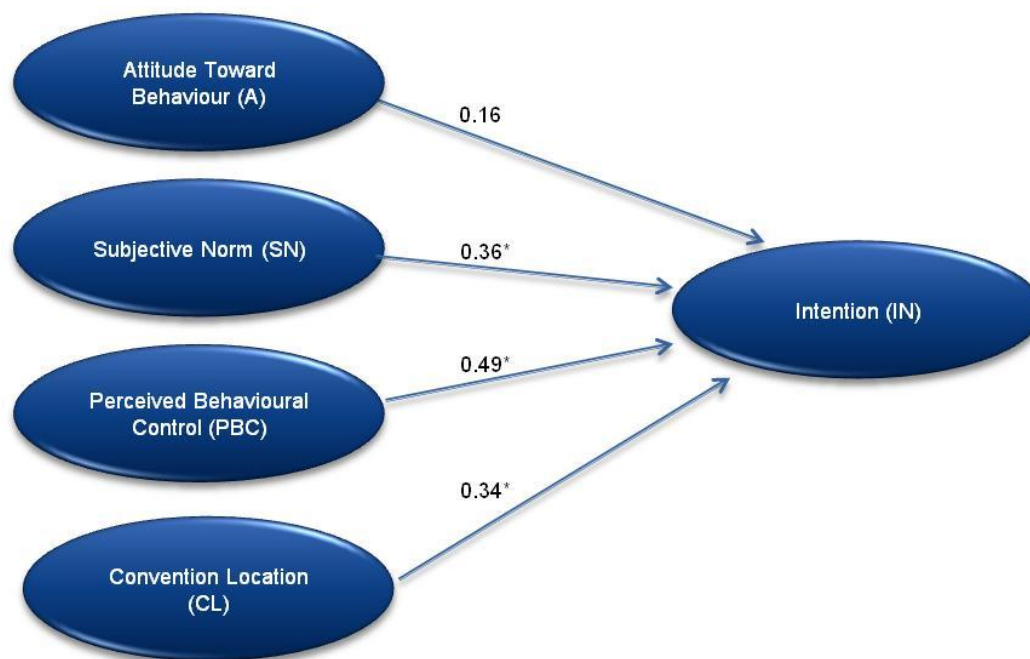 Attitude Toward
Behaviour (A)
0.16
Subjective Norm (SN)
0.36*
Intention (IN)
Perceived Behavioural
Control (PBC)
0.49*
0.34*
Convention Location
(CL)